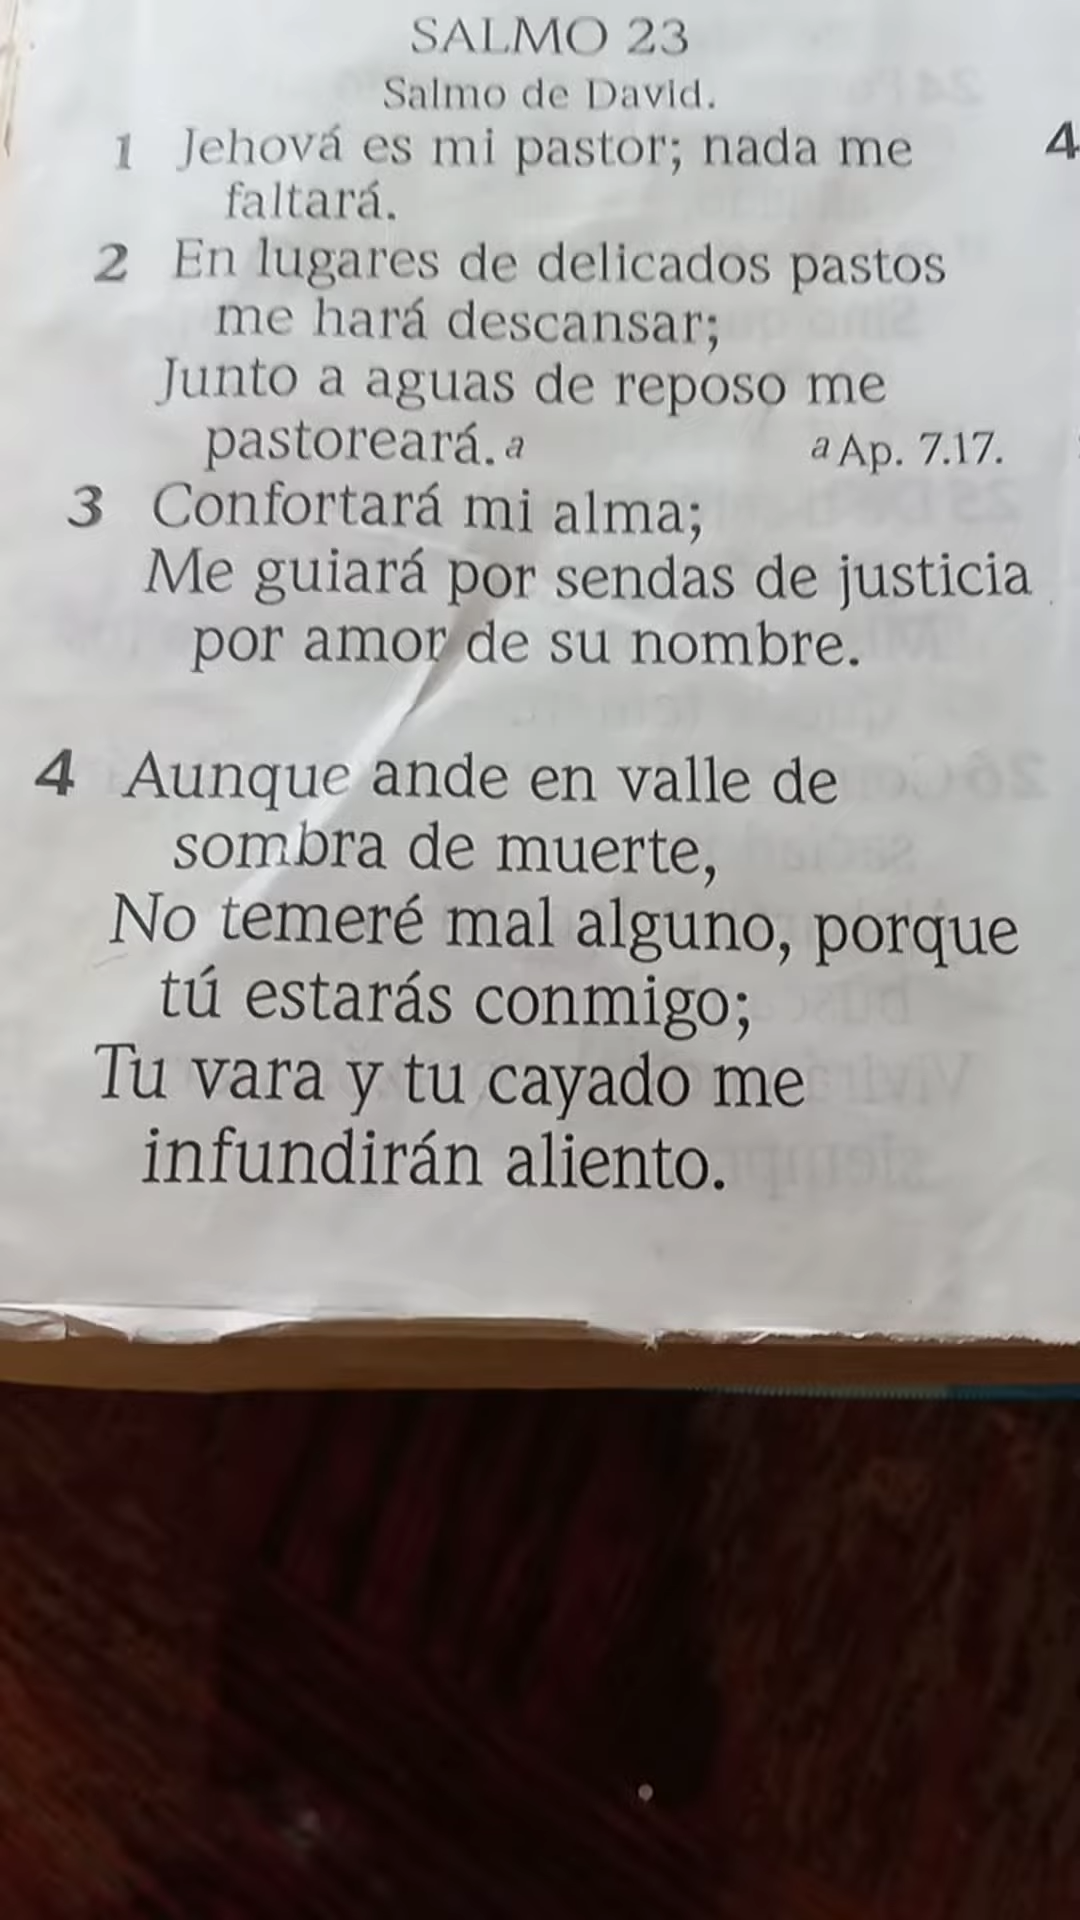 SALMO 23
Salmo de David.
1 Jehová es mi pastor; nada me
faltará.
2 En lugares de delicados pastos
me hará descansar;
Junto a aguas de reposo me
pastoreará. a a Ap. 7.17.
3 Confortará mi alma;
Me guiará por sendas de justicia
por amor de su nombre.
4 Aunque ande en valle de
sombra de muerte,
No temeré mal alguno, porque
tú estarás conmigo;
Tu vara y tu cayado me
infundirán aliento.
4